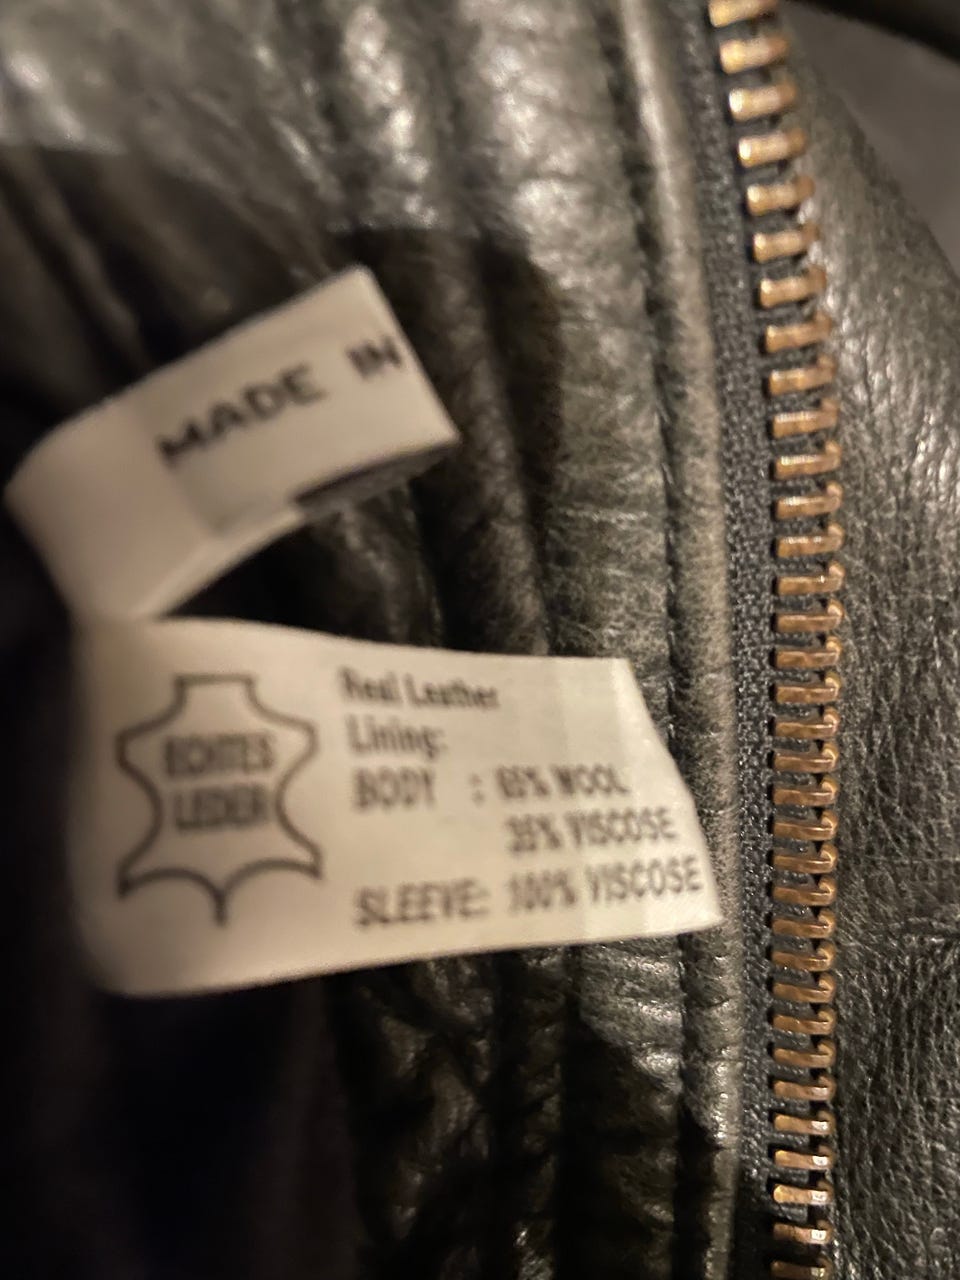 MADE IN
ECHTES
LEDER
Real Leather
Lining:
BODY : 65% WOOL
35% VISCOSE
SLEEVE: 100% VISCOSE